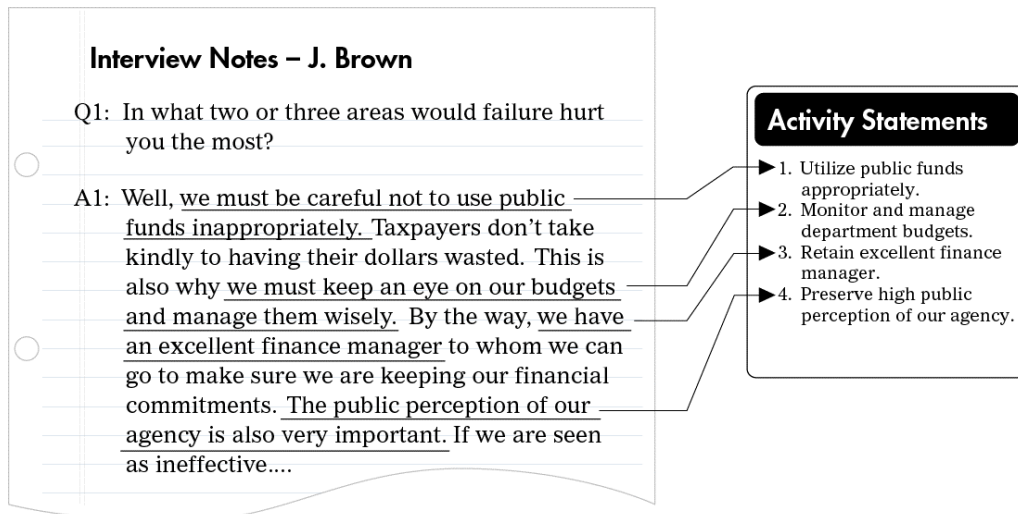 Interview Notes – J. Brown
Q1: In what two or three areas would failure hurt
you the most?
A1: Well, we must be careful not to use public
funds inappropriately. Taxpayers don't take
kindly to having their dollars wasted. This is
also why we must keep an eye on our budgets
and manage them wisely. By the way, we have
an excellent finance manager to whom we can
go to make sure we are keeping our financial
commitments. The public perception of our
agency is also very important. If we are seen
as ineffective....
Activity Statements
1. Utilize public funds
appropriately.
2. Monitor and manage
department budgets.
3. Retain excellent finance
manager.
4. Preserve high public
perception of our agency.